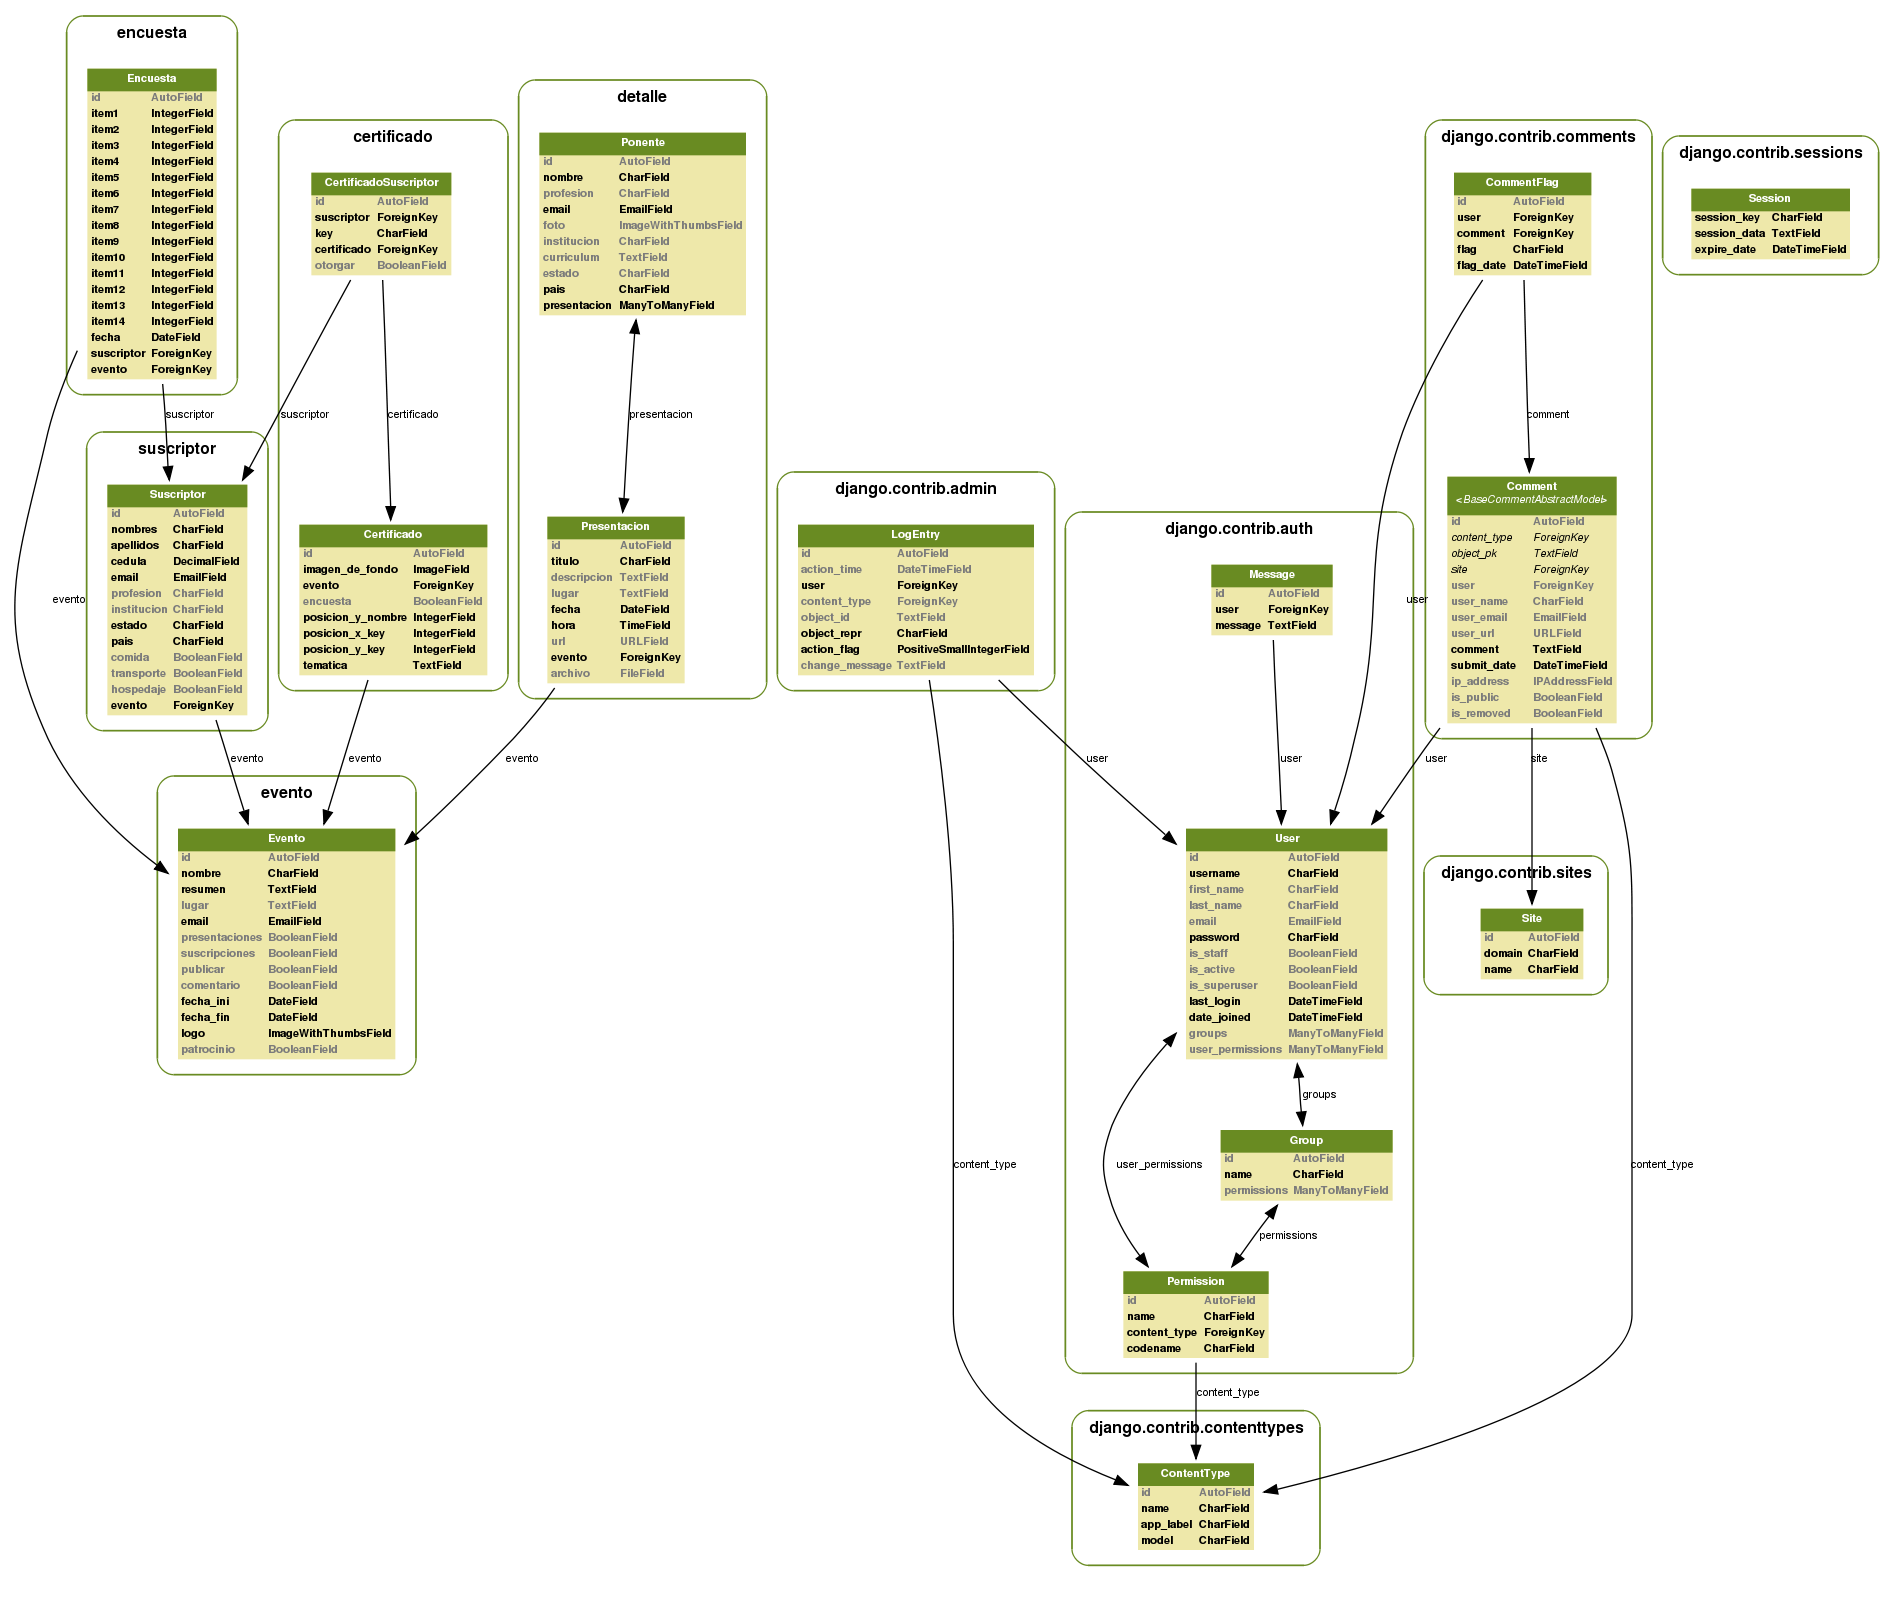 encuesta
Encuesta
id AutoField
item1 IntegerField
item2 IntegerField
item3 IntegerField
item4 IntegerField
item5 IntegerField
item6 IntegerField
item7 IntegerField
item8 IntegerField
item9 IntegerField
item10 IntegerField
item11 IntegerField
item12 IntegerField
item13 IntegerField
item14 IntegerField
fecha DateField
suscriptor ForeignKey
evento ForeignKey
certificado
CertificadoSuscriptor
id AutoField
suscriptor ForeignKey
key CharField
certificado ForeignKey
otorgar BooleanField
detalle
Ponente
id AutoField
nombre CharField
profesion CharField
email EmailField
foto ImageWithThumbsField
institucion CharField
curriculum TextField
estado CharField
pais CharField
presentacion ManyToManyField
django.contrib.comments
CommentFlag
id AutoField
user ForeignKey
comment ForeignKey
flag CharField
flag_date DateTimeField
django.contrib.sessions
Session
session_key CharField
session_data TextField
expire_date DateTimeField
suscriptor
suscriptor
certificado
presentacion
comment
suscriptor
Suscriptor
id AutoField
nombres CharField
apellidos CharField
cedula DecimalField
email EmailField
profesion CharField
institucion CharField
estado CharField
pais CharField
comida BooleanField
transporte BooleanField
hospedaje BooleanField
evento ForeignKey
Certificado
id AutoField
imagen_de_fondo ImageField
evento ForeignKey
encuesta BooleanField
posicion_y_nombre IntegerField
posicion_x_key IntegerField
posicion_y_key IntegerField
tematica TextField
Presentacion
id AutoField
titulo CharField
descripcion TextField
lugar TextField
fecha DateField
hora TimeField
url URLField
evento ForeignKey
archivo FileField
django.contrib.admin
LogEntry
id AutoField
action_time DateTimeField
user ForeignKey
content_type ForeignKey
object_id TextField
object_repr CharField
action_flag PositiveSmallIntegerField
change_message TextField
django.contrib.auth
Message
id AutoField
user ForeignKey
message TextField
Comment
<BaseCommentAbstractModel>
id AutoField
content_type ForeignKey
object_pk TextField
site ForeignKey
user ForeignKey
user_name CharField
user_email EmailField
user_url URLField
comment TextField
submit_date DateTimeField
ip_address IPAddressField
is_public BooleanField
is_removed BooleanField
evento
user
evento
evento
evento
user
user
user
site
evento
Evento
id AutoField
nombre CharField
resumen TextField
lugar TextField
email EmailField
presentaciones BooleanField
suscripciones BooleanField
publicar BooleanField
comentario BooleanField
fecha_ini DateField
fecha_fin DateField
logo ImageWithThumbsField
patrocinio BooleanField
User
id AutoField
username CharField
first_name CharField
last_name CharField
email EmailField
password CharField
is_staff BooleanField
is_active BooleanField
is_superuser BooleanField
last_login DateTimeField
date_joined DateTimeField
groups ManyToManyField
user_permissions ManyToManyField
django.contrib.sites
Site
id AutoField
domain CharField
name CharField
groups
Group
id AutoField
name CharField
permissions ManyToManyField
content_type
user_permissions
content_type
permissions
Permission
id AutoField
name CharField
content_type ForeignKey
codename CharField
content_type
django.contrib.contenttypes
ContentType
id AutoField
name CharField
app_label CharField
model CharField